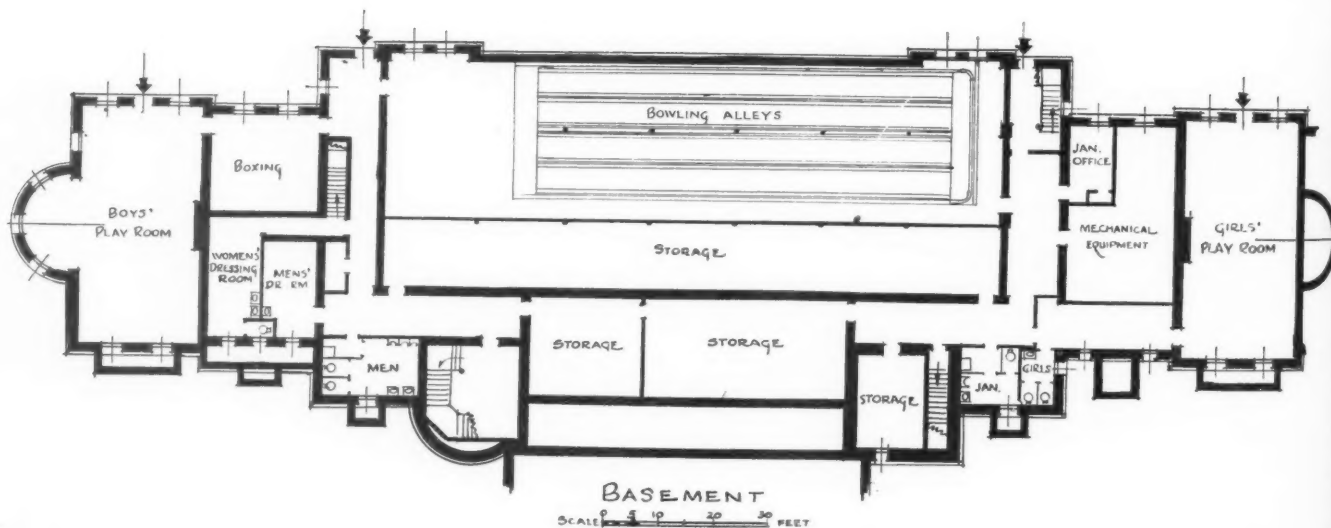 BOWLING ALLEYS
JAN.
OFFICE
BOXING
BOYS'
PLAY ROOM
MECHANICAL
EQUIPMENT
GIRLS'
PLAY ROOM
STORAGE
WOMENS'
DRESSING
ROOM
MENS'
DR. RM
STORAGE
STORAGE
MEN
STORAGE
JAN.
GIRLS
BASEMENT
SCALE 0 5 10 20 30 FEET